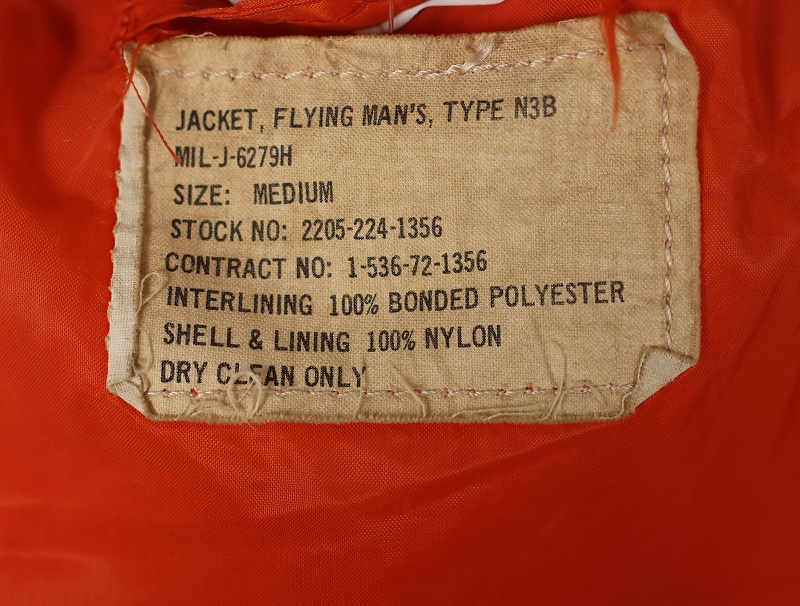 JACKET, FLYING MAN'S, TYPE N3B
MIL-J-6279H
SIZE: MEDIUM
STOCK NO: 2205-224-1356
CONTRACT NO: 1-536-72-1356
INTERLINING 100% BONDED POLYESTER
SHELL & LINING 100% NYLON
DRY CLEAN ONLY